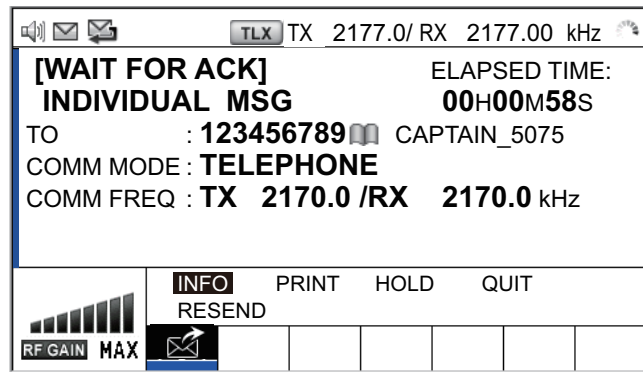 TLX TX 2177.0/ RX 2177.00 kHz
[WAIT FOR ACK] ELAPSED TIME:
INDIVIDUAL MSG 00H00M58S
TO : 123456789 CAPTAIN_5075
COMM MODE : TELEPHONE
COMM FREQ : TX 2170.0 /RX 2170.0 kHz
INFO PRINT HOLD QUIT
RESEND
RF GAIN MAX